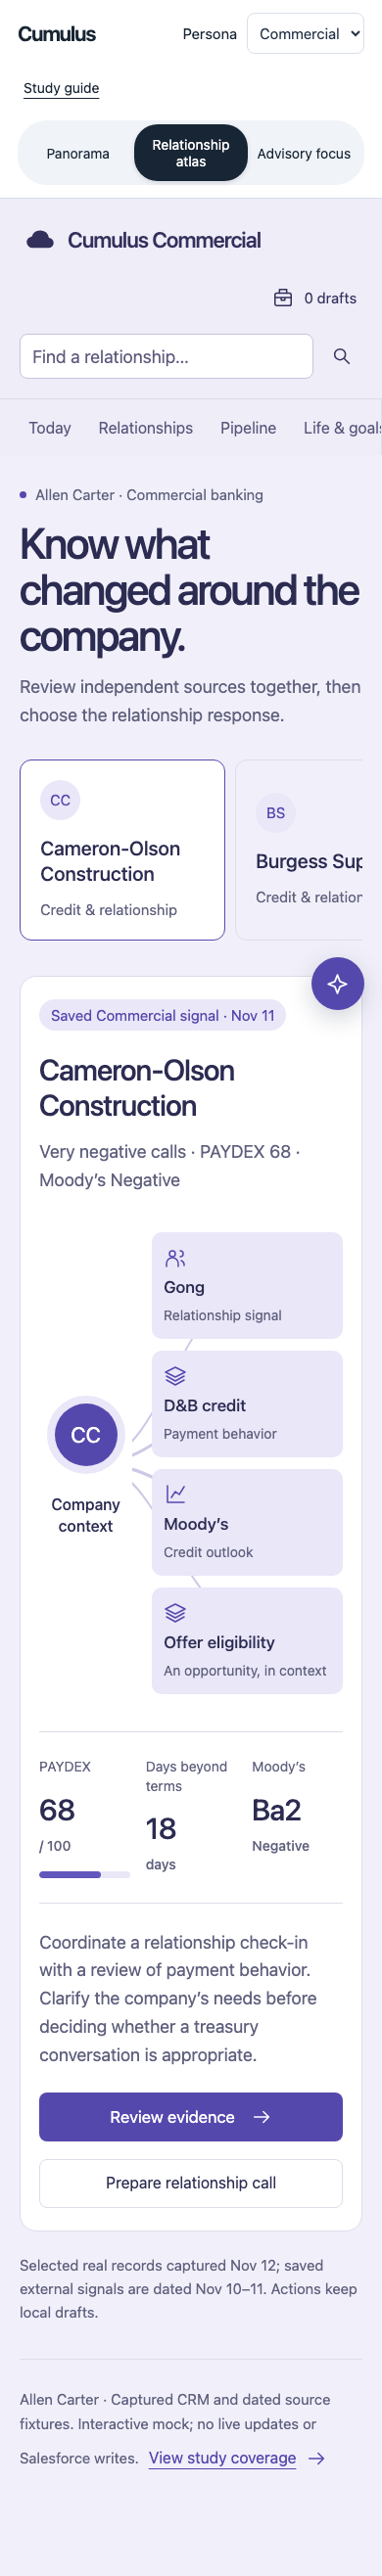 Cumulus
Persona
Commercial
Study guide
Panorama
Relationship
atlas
Advisory focus
Cumulus Commercial
0 drafts
Find a relationship...
Today
Relationships
Pipeline
Life & goals
Allen Carter · Commercial banking
Know what
changed around the
company.
Review independent sources together, then
choose the relationship response.
CC
Cameron-Olson
Construction
Credit & relationship
BS
Burgess
Credit &
Saved Commercial signal · Nov 11
Cameron-Olson
Construction
Very negative calls · PAYDEX 68 ·
Moody’s Negative
Gong
Relationship signal
D&B credit
Payment behavior
CC
Company
context
Moody’s
Credit outlook
Offer eligibility
An opportunity, in context
PAYDEX
68
/ 100
Days beyond
terms
18
days
Moody’s
Ba2
Negative
Coordinate a relationship check-in
with a review of payment behavior.
Clarify the company’s needs before
deciding whether a treasury
conversation is appropriate.
Review evidence
Prepare relationship call
Selected real records captured Nov 12; saved
external signals are dated Nov 10–11. Actions keep
local drafts.
Allen Carter · Captured CRM and dated source
fixtures. Interactive mock; no live updates or
Salesforce writes. View study coverage